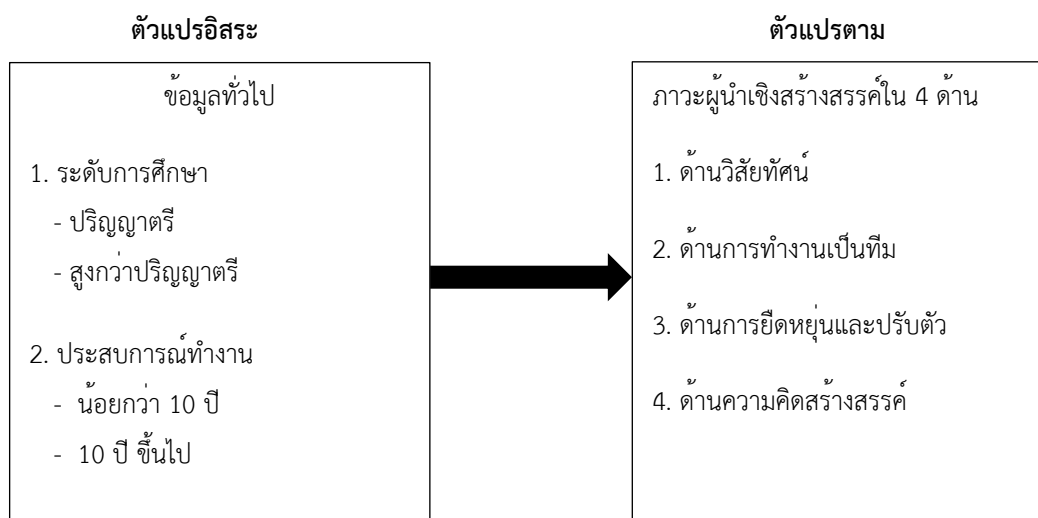 ตัวแปรอิสระ
ข้อมูลทั่วไป
1. ระดับการศึกษา
- ปริญญาตรี
- สูงกว่าปริญญาตรี
2. ประสบการณ์ทำงาน
- น้อยกว่า 10 ปี
- 10 ปี ขึ้นไป
ตัวแปรตาม
ภาวะผู้นำเชิงสร้างสรรค์ใน 4 ด้าน
1. ด้านวิสัยทัศน์
2. ด้านการทำงานเป็นทีม
3. ด้านการยืดหยุ่นและปรับตัว
4. ด้านความคิดสร้างสรรค์